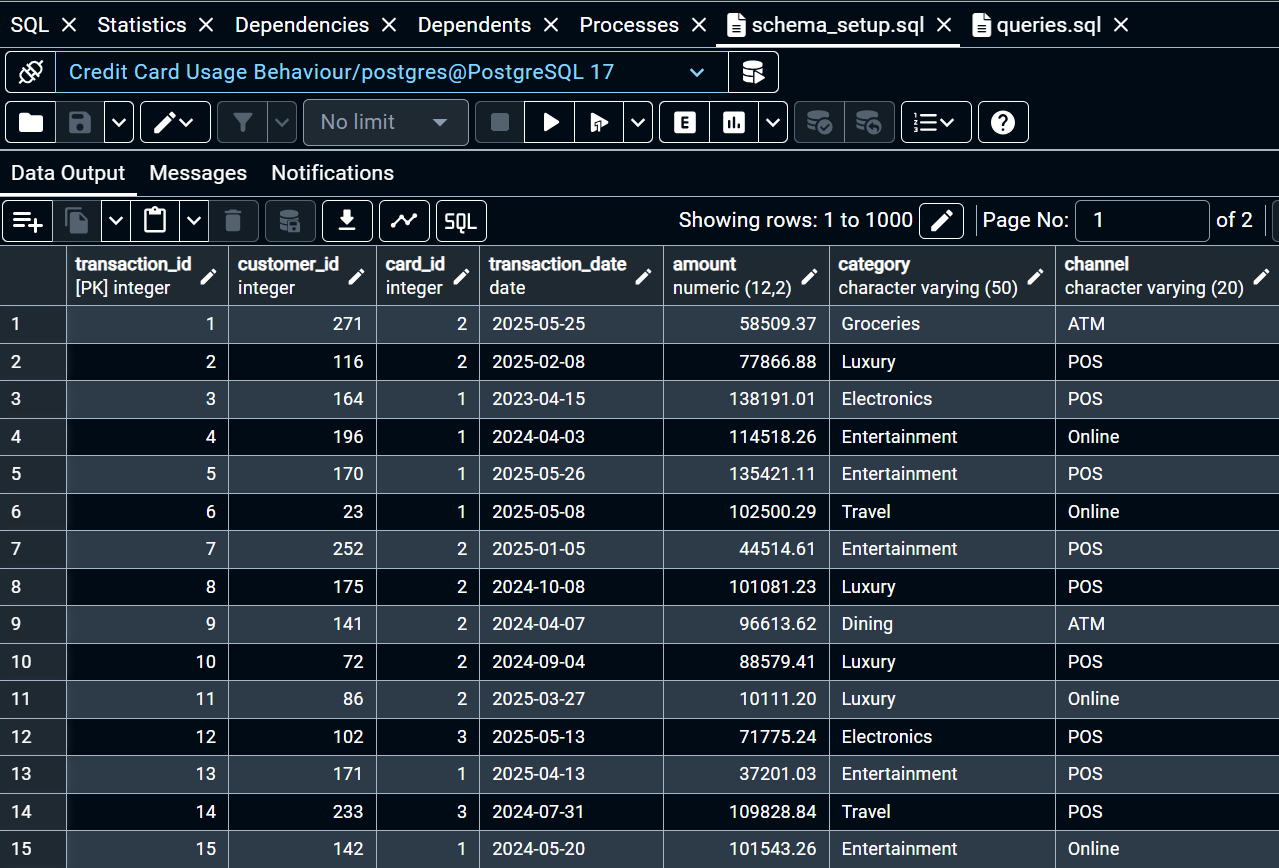 SQL Statistics Dependencies Dependents Processes schema_setup.sql queries.sql
Credit Card Usage Behaviour/postgres@PostgreSQL 17
No limit E
Data Output Messages Notifications
SQL Showing rows: 1 to 1000 Page No: 1 of 2
transaction_id customer_id card_id transaction_date amount category channel
[PK] integer integer integer date numeric (12,2) character varying (50) character varying (20)
1 1 271 2 2025-05-25 58509.37 Groceries ATM
2 2 116 2 2025-02-08 77866.88 Luxury POS
3 3 164 1 2023-04-15 138191.01 Electronics POS
4 4 196 1 2024-04-03 114518.26 Entertainment Online
5 5 170 1 2025-05-26 135421.11 Entertainment POS
6 6 23 1 2025-05-08 102500.29 Travel Online
7 7 252 2 2025-01-05 44514.61 Entertainment POS
8 8 175 2 2024-10-08 101081.23 Luxury POS
9 9 141 2 2024-04-07 96613.62 Dining ATM
10 10 72 2 2024-09-04 88579.41 Luxury POS
11 11 86 2 2025-03-27 10111.20 Luxury Online
12 12 102 3 2025-05-13 71775.24 Electronics POS
13 13 171 1 2025-04-13 37201.03 Entertainment POS
14 14 233 3 2024-07-31 109828.84 Travel POS
15 15 142 1 2024-05-20 101543.26 Entertainment Online